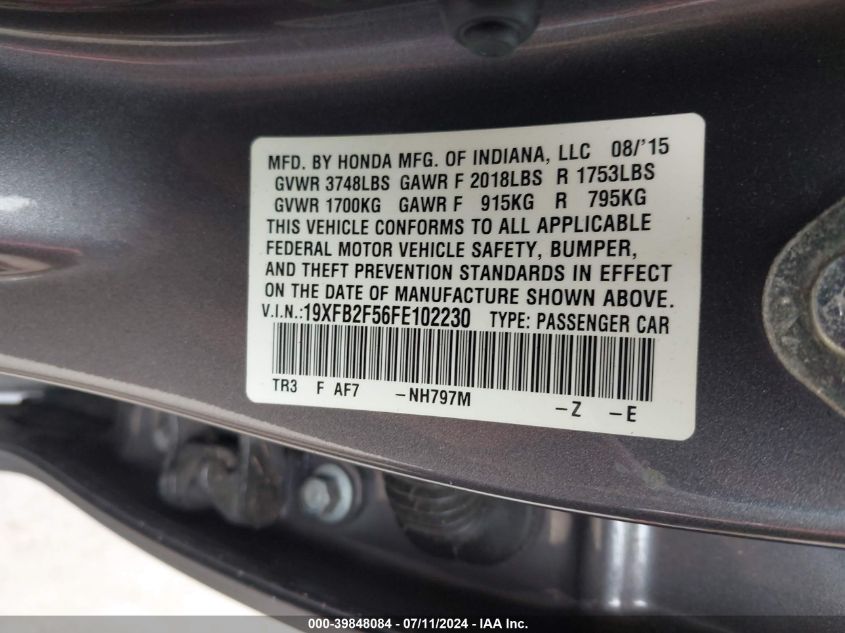 MFD. BY HONDA MFG. OF INDIANA, LLC 08/'15
GVWR 3748LBS GAWR F 2018LBS R 1753LBS
GVWR 1700KG GAWR F 915KG R 795KG
THIS VEHICLE CONFORMS TO ALL APPLICABLE
FEDERAL MOTOR VEHICLE SAFETY, BUMPER,
AND THEFT PREVENTION STANDARDS IN EFFECT
ON THE DATE OF MANUFACTURE SHOWN ABOVE.
V.I.N.:19XFB2F56FE102230 TYPE: PASSENGER CAR
TR3 F AF7 -NH797M -Z -E
000-39848084 - 07/11/2024 - IAA Inc.